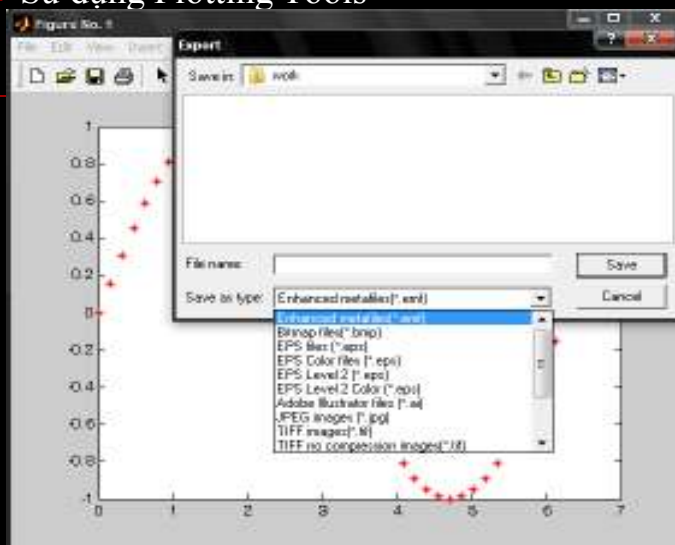 Sử dụng Plotting Tools
Figure No. 1
File Edit View Insert
Export
Save in: work
File name:
Save
Save as type: Enhanced metafiles(*.emf)
Cancel
Enhanced metafiles(*.emf)
Bitmap files(*.bmp)
EPS files (*.eps)
EPS Color files (*.eps)
EPS Level 2 (*.eps)
EPS Level 2 Color (*.eps)
Adobe Illustrator files (*.ai)
JPEG images (*.jpg)
TIFF images(*.tif)
TIFF no compression images(*.tif)
1
0.8
0.6
0.4
0.2
0
-0.2
-0.4
-0.6
-0.8
-1
0 1 2 3 4 5 6 7